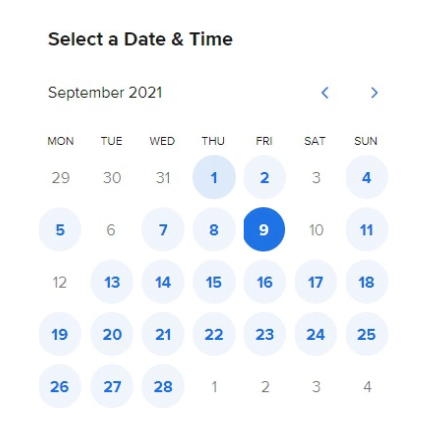 Select a Date & Time
September 2021
MON TUE WED THU FRI SAT SUN
29 30 31 1 2 3 4
5 6 7 8 9 10 11
12 13 14 15 16 17 18
19 20 21 22 23 24 25
26 27 28 1 2 3 4